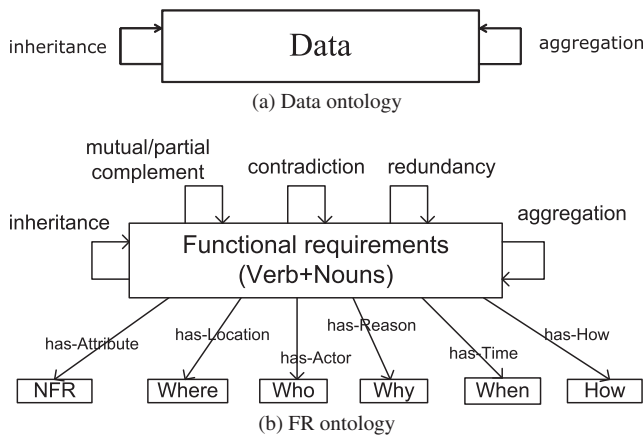 inheritance
Data
aggregation
(a) Data ontology
mutual/partial
complement
contradiction
redundancy
inheritance
aggregation
Functional requirements
(Verb+Nouns)
has-Attribute
has-Location
has-Actor
has-Reason
has-Time
has-How
NFR
Where
Who
Why
When
How
(b) FR ontology